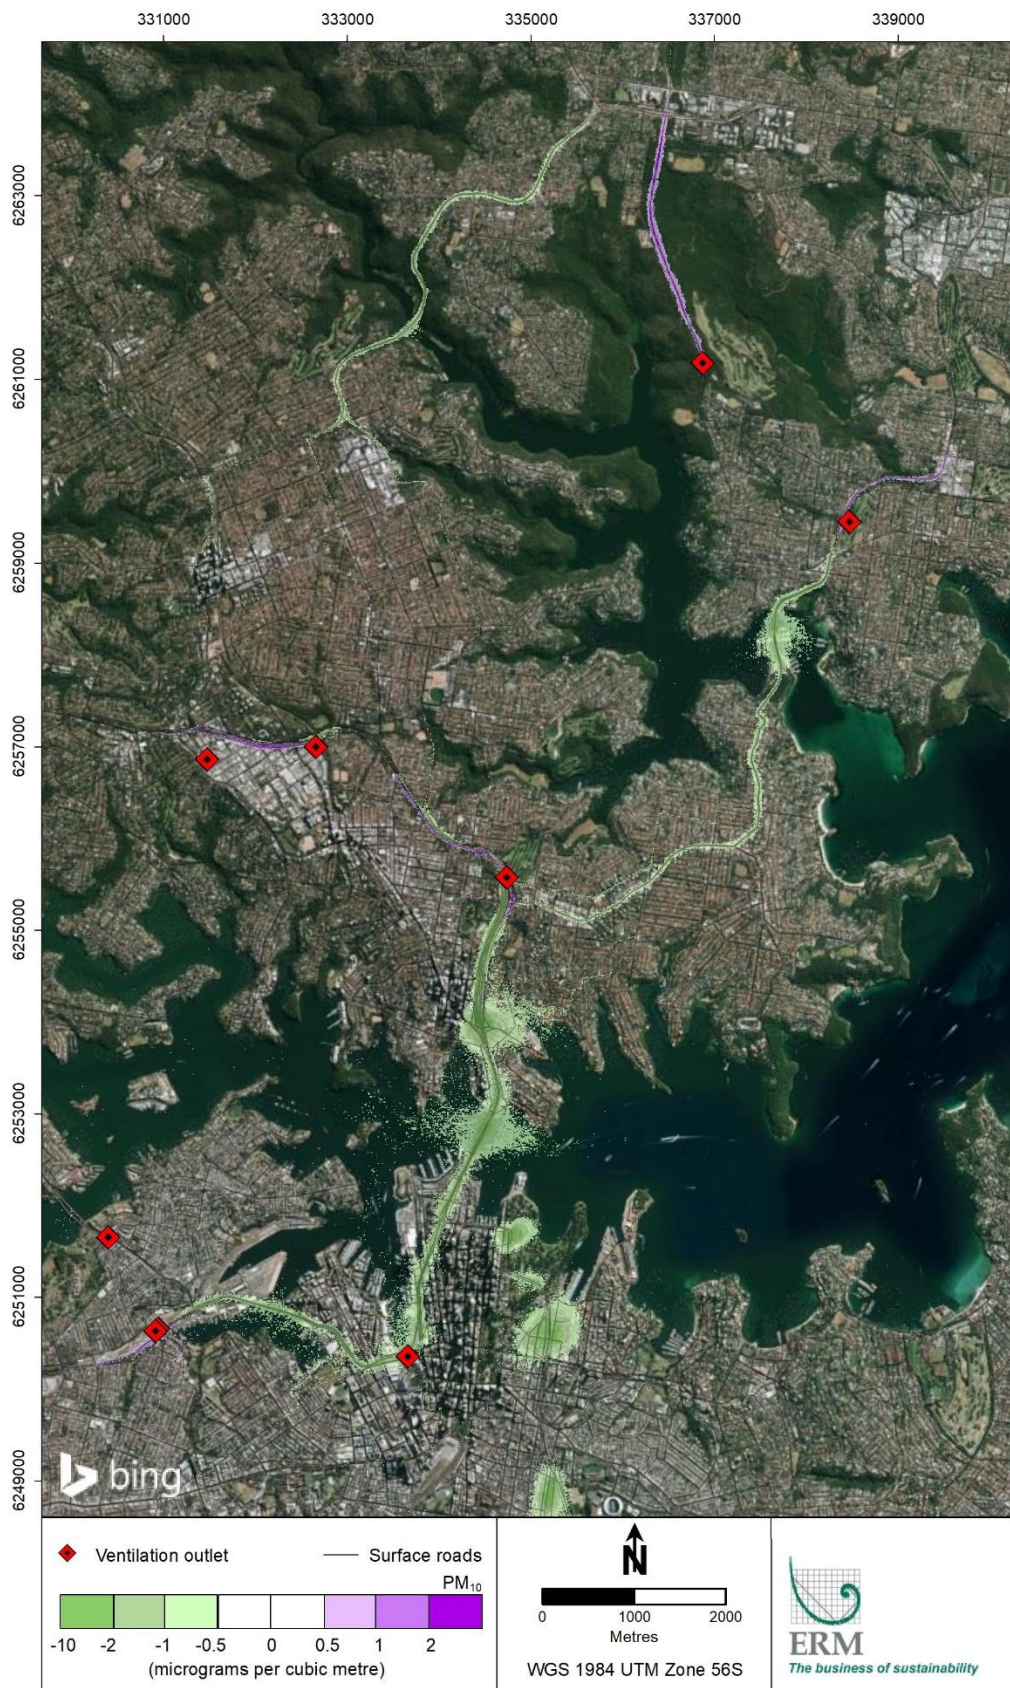 331000 333000 335000 337000 339000
6263000
6261000
6259000
6257000
6255000
6253000
6251000
6249000
bing
Ventilation outlet
Surface roads
PM₁₀
-10 -2 -1 -0.5 0 0.5 1 2
(micrograms per cubic metre)
N
0 1000 2000
Metres
WGS 1984 UTM Zone 56S
ERM
The business of sustainability